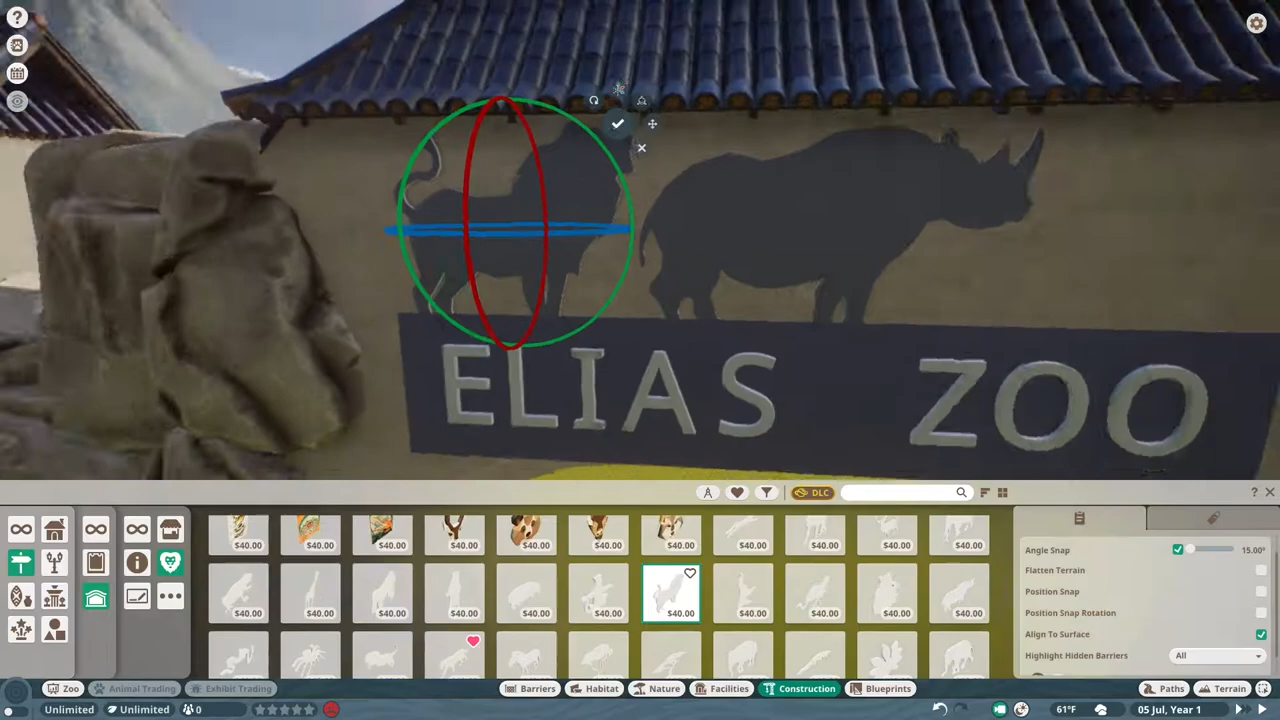 ELIAS ZOO
DLC
$40.00 $40.00 $40.00 $40.00 $40.00 $40.00 $40.00 $40.00 $40.00 $40.00 $40.00
$40.00 $40.00 $40.00 $40.00 $40.00 $40.00 $40.00 $40.00 $40.00 $40.00 $40.00
Angle Snap 15.00°
Flatten Terrain
Position Snap
Position Snap Rotation
Align To Surface
Highlight Hidden Barriers All
Zoo Animal Trading Exhibit Trading Barriers Habitat Nature Facilities Construction Blueprints Paths Terrain
Unlimited Unlimited 0 61°F 05 Jul, Year 1